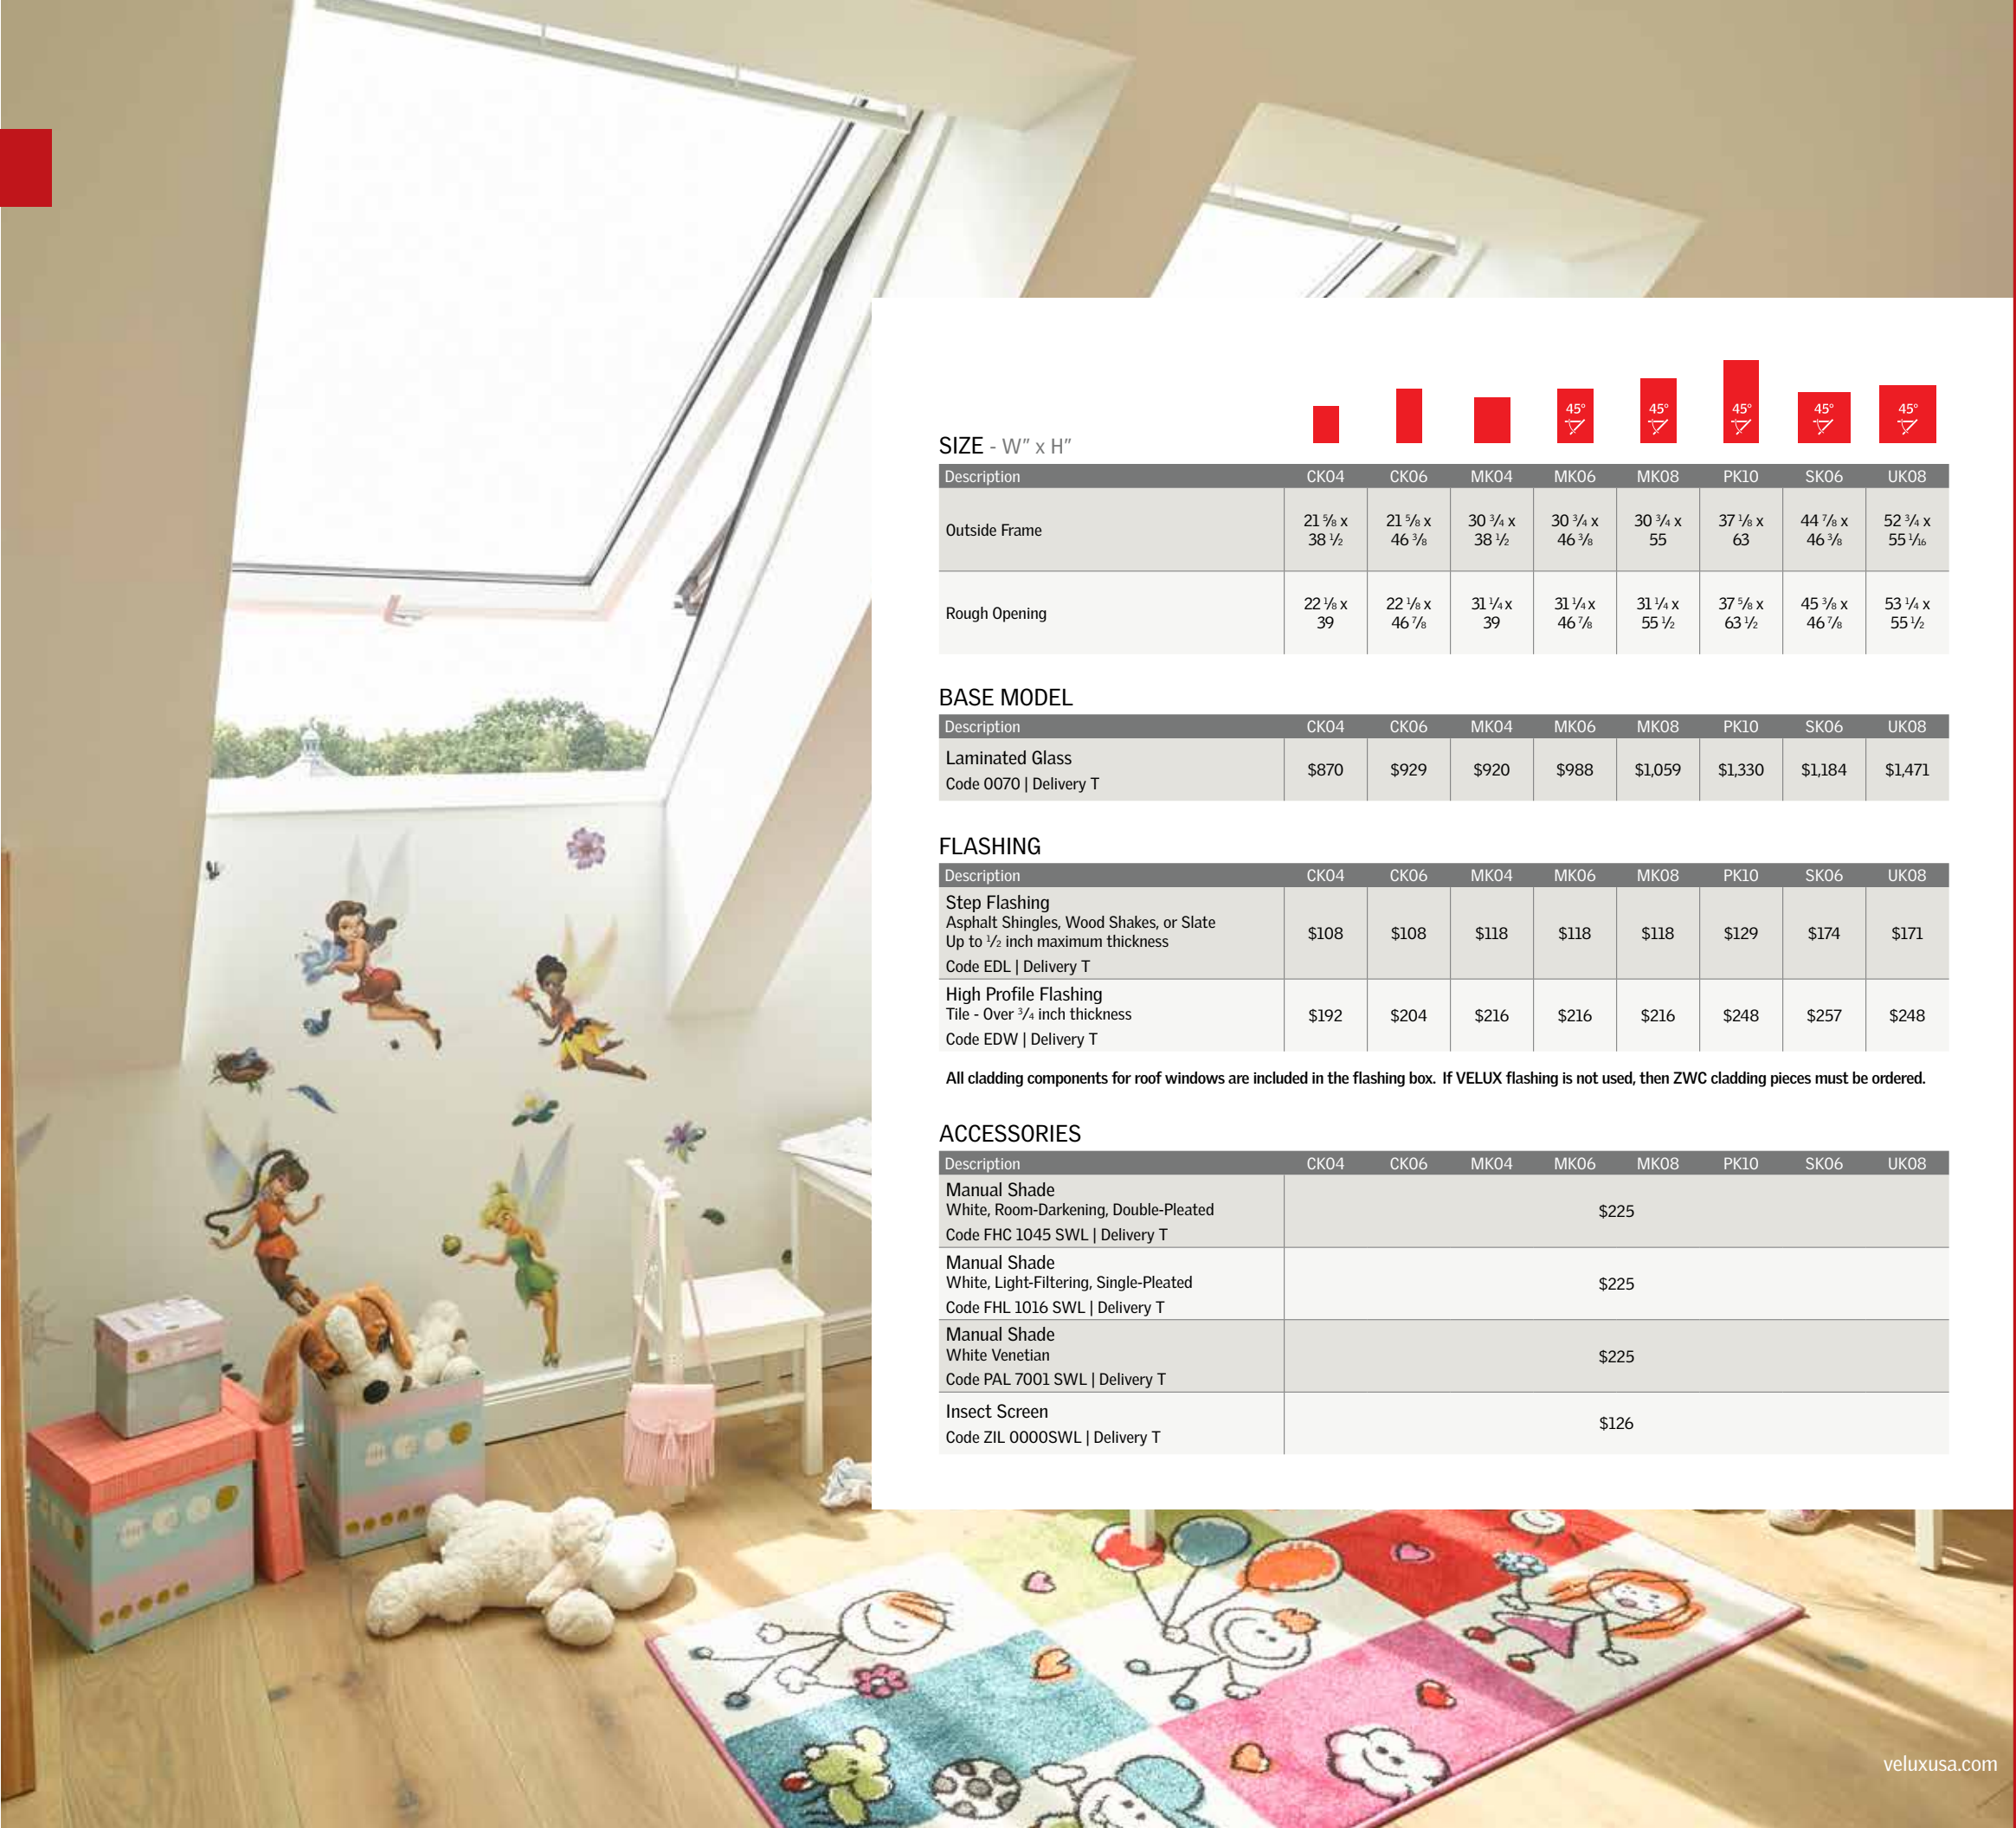 45° 45° 45° 45° 45°
SIZE - W" x H"
Description CK04 CK06 MK04 MK06 MK08 PK10 SK06 UK08
Outside Frame 21 ⅝ x 38 ½ 21 ⅝ x 46 ⅜ 30 ¾ x 38 ½ 30 ¾ x 46 ⅜ 30 ¾ x 55 37 ⅛ x 63 44 ⅞ x 46 ⅜ 52 ¾ x 55 1/16
Rough Opening 22 ⅛ x 39 22 ⅛ x 46 ⅞ 31 ¼ x 39 31 ¼ x 46 ⅞ 31 ¼ x 55 ½ 37 ⅝ x 63 ½ 45 ⅜ x 46 ⅞ 53 ¼ x 55 ½
BASE MODEL
Description CK04 CK06 MK04 MK06 MK08 PK10 SK06 UK08
Laminated Glass
Code 0070 | Delivery T
$870 $929 $920 $988 $1,059 $1,330 $1,184 $1,471
FLASHING
Description CK04 CK06 MK04 MK06 MK08 PK10 SK06 UK08
Step Flashing
Asphalt Shingles, Wood Shakes, or Slate
Up to ½ inch maximum thickness
Code EDL | Delivery T
$108 $108 $118 $118 $118 $129 $174 $171
High Profile Flashing
Tile - Over ¾ inch thickness
Code EDW | Delivery T
$192 $204 $216 $216 $216 $248 $257 $248
All cladding components for roof windows are included in the flashing box. If VELUX flashing is not used, then ZWC cladding pieces must be ordered.
ACCESSORIES
Description CK04 CK06 MK04 MK06 MK08 PK10 SK06 UK08
Manual Shade
White, Room-Darkening, Double-Pleated
Code FHC 1045 SWL | Delivery T
$225
Manual Shade
White, Light-Filtering, Single-Pleated
Code FHL 1016 SWL | Delivery T
$225
Manual Shade
White Venetian
Code PAL 7001 SWL | Delivery T
$225
Insect Screen
Code ZIL 0000SWL | Delivery T
$126
veluxusa.com